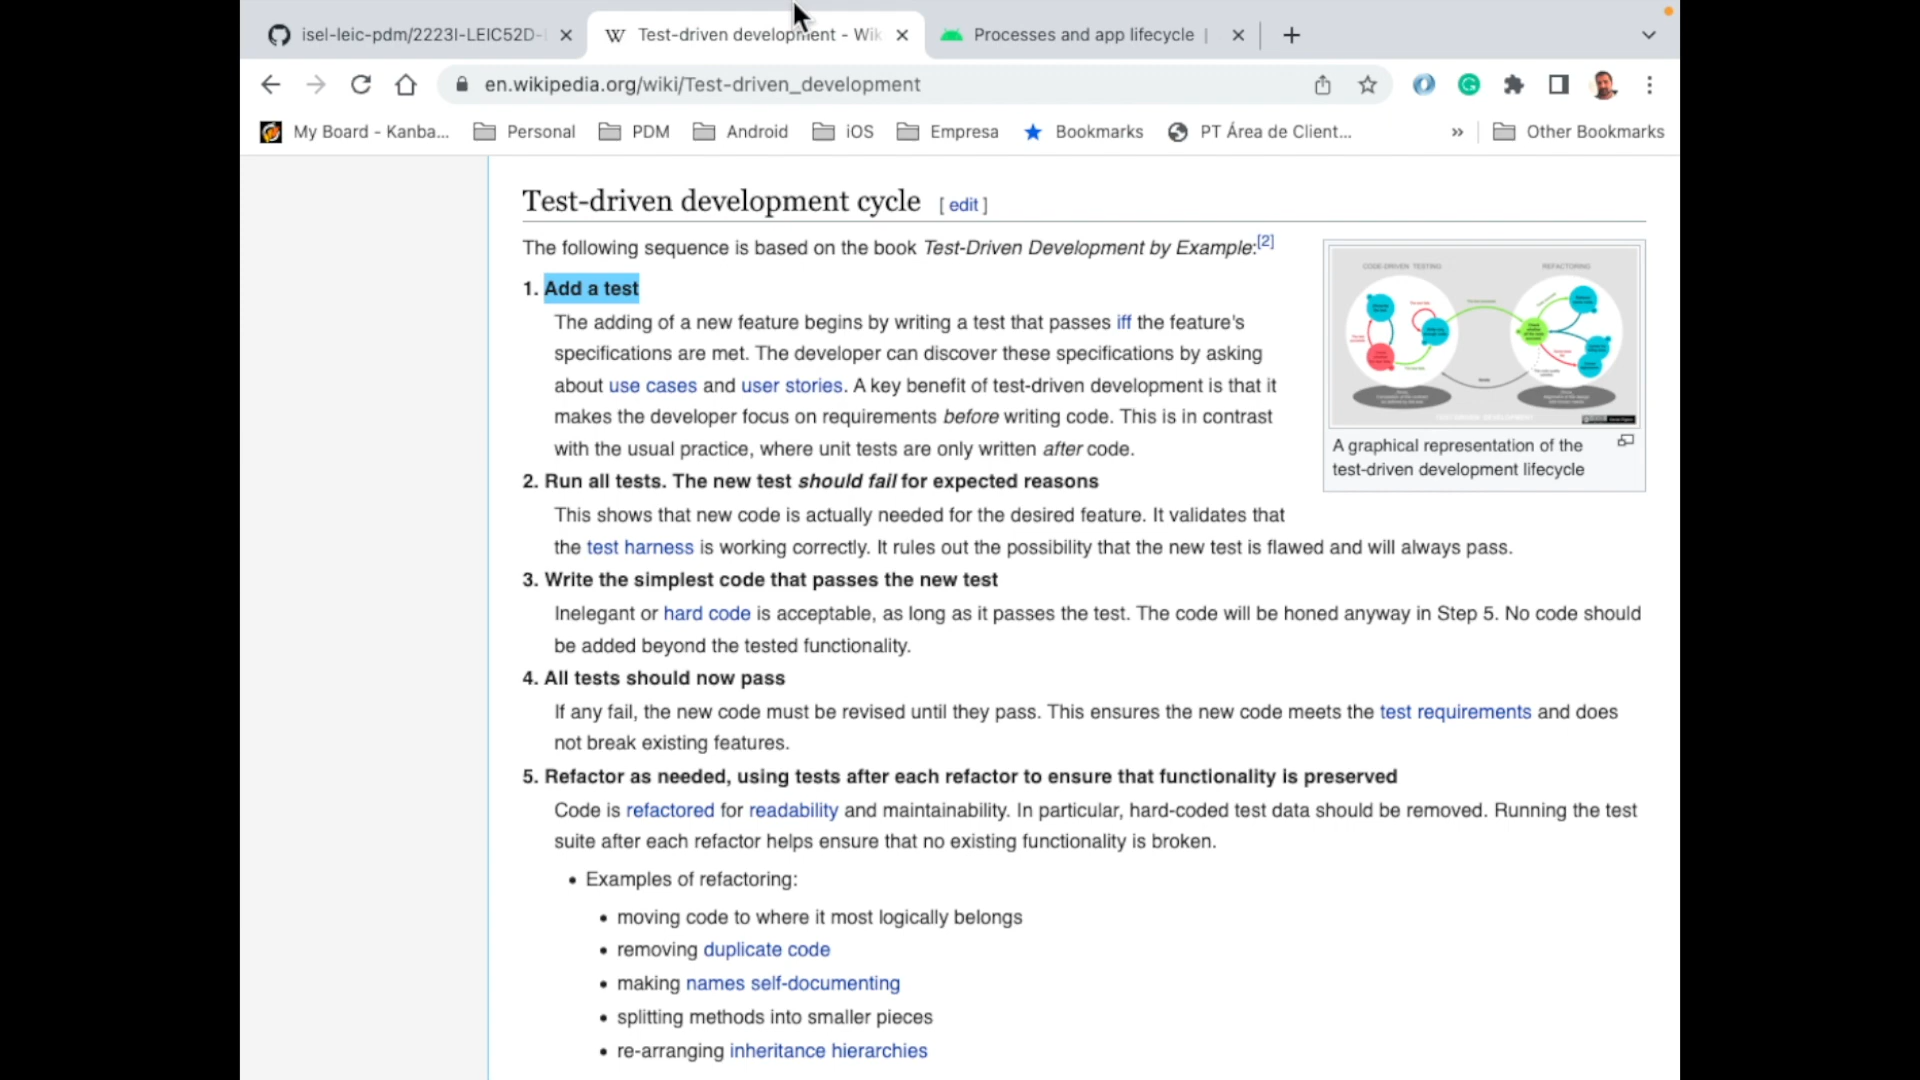 isel-leic-pdm/2223I-LEIC52D-
Test-driven development - Wik
Processes and app lifecycle |
en.wikipedia.org/wiki/Test-driven_development
My Board - Kanba...
Personal
PDM
Android
iOS
Empresa
Bookmarks
PT Área de Client...
»
Other Bookmarks
Test-driven development cycle [ edit ]
The following sequence is based on the book Test-Driven Development by Example:[2]
1. Add a test
The adding of a new feature begins by writing a test that passes iff the feature's
specifications are met. The developer can discover these specifications by asking
about use cases and user stories. A key benefit of test-driven development is that it
makes the developer focus on requirements before writing code. This is in contrast
with the usual practice, where unit tests are only written after code.
CODE-DRIVEN TESTING
REFACTORING
A graphical representation of the
test-driven development lifecycle
2. Run all tests. The new test should fail for expected reasons
This shows that new code is actually needed for the desired feature. It validates that
the test harness is working correctly. It rules out the possibility that the new test is flawed and will always pass.
3. Write the simplest code that passes the new test
Inelegant or hard code is acceptable, as long as it passes the test. The code will be honed anyway in Step 5. No code should
be added beyond the tested functionality.
4. All tests should now pass
If any fail, the new code must be revised until they pass. This ensures the new code meets the test requirements and does
not break existing features.
5. Refactor as needed, using tests after each refactor to ensure that functionality is preserved
Code is refactored for readability and maintainability. In particular, hard-coded test data should be removed. Running the test
suite after each refactor helps ensure that no existing functionality is broken.
• Examples of refactoring:
• moving code to where it most logically belongs
• removing duplicate code
• making names self-documenting
• splitting methods into smaller pieces
• re-arranging inheritance hierarchies